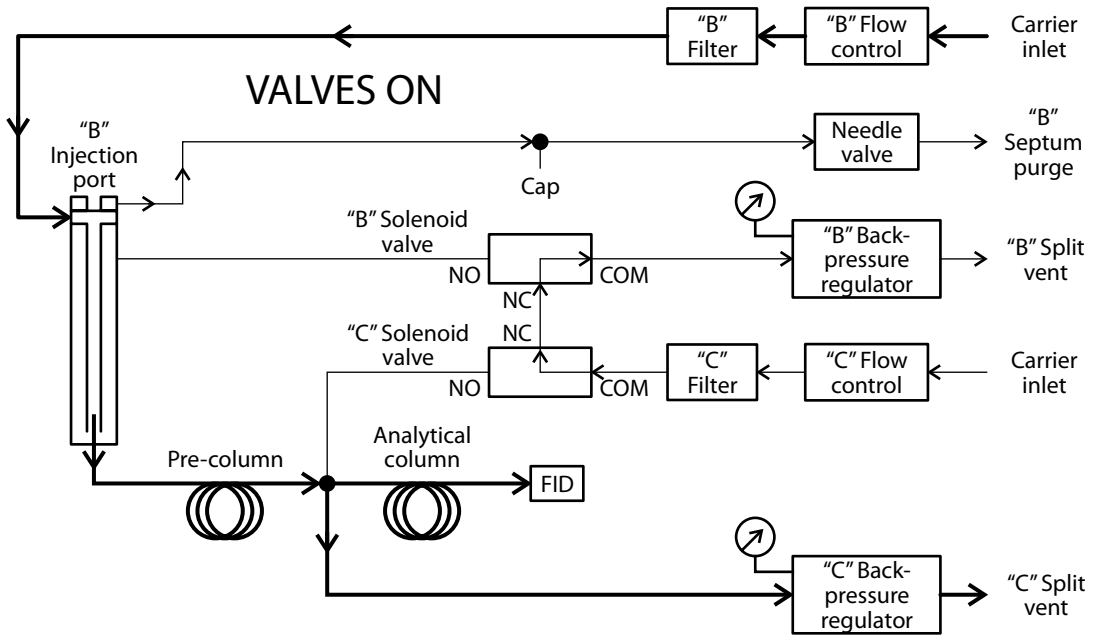 “B”
Filter
“B” Flow
control
Carrier
inlet
VALVES ON
“B”
Injection
port
Cap
Needle
valve
“B”
Septum
purge
“B” Solenoid
valve
NO
COM
NC
“B” Back-
pressure
regulator
“B” Split
vent
“C” Solenoid
valve
NC
NO
COM
“C”
Filter
“C” Flow
control
Carrier
inlet
Pre-column
Analytical
column
FID
“C” Back-
pressure
regulator
“C” Split
vent